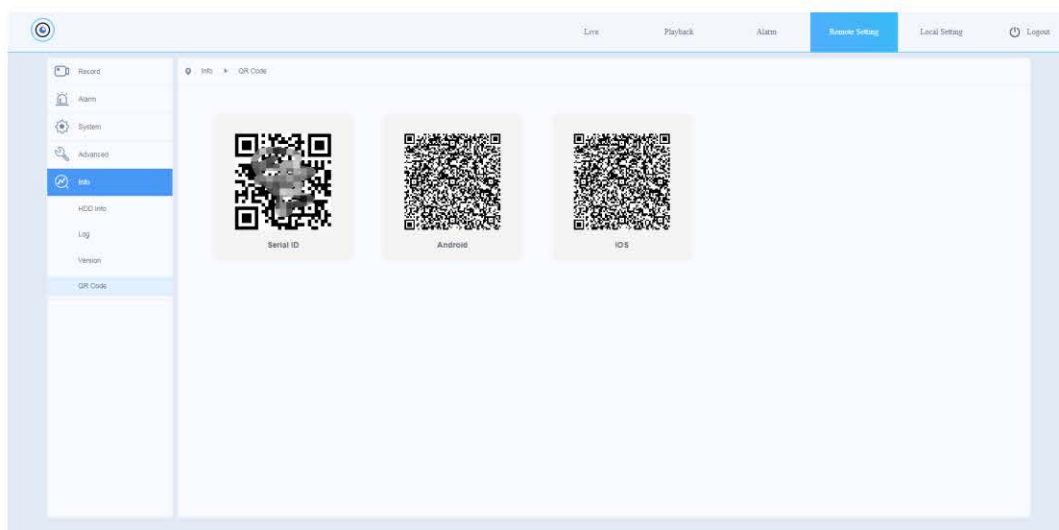 Live Playback Alarm Remote Setting Local Setting Logout
Record
Alarm
System
Advanced
Info
HDD Info
Log
Version
QR Code
Info QR Code
Serial ID Android IOS